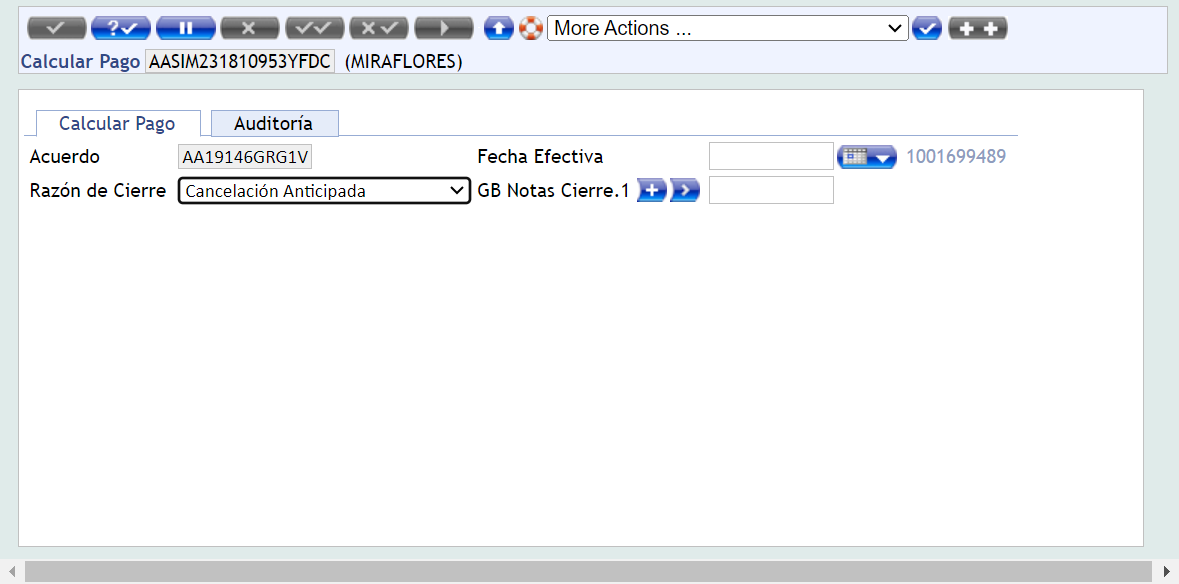 More Actions ...
Calcular Pago AASIM231810953YFDC (MIRAFLORES)
Calcular Pago Auditoría
Acuerdo AA19146GRG1V Fecha Efectiva 1001699489
Razón de Cierre Cancelación Anticipada GB Notas Cierre.1